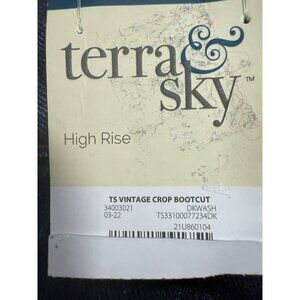 terra &
sky ™
High Rise
TS VINTAGE CROP BOOTCUT
34003021 DKWASH
03-22 TS33100077234DK
21U860104